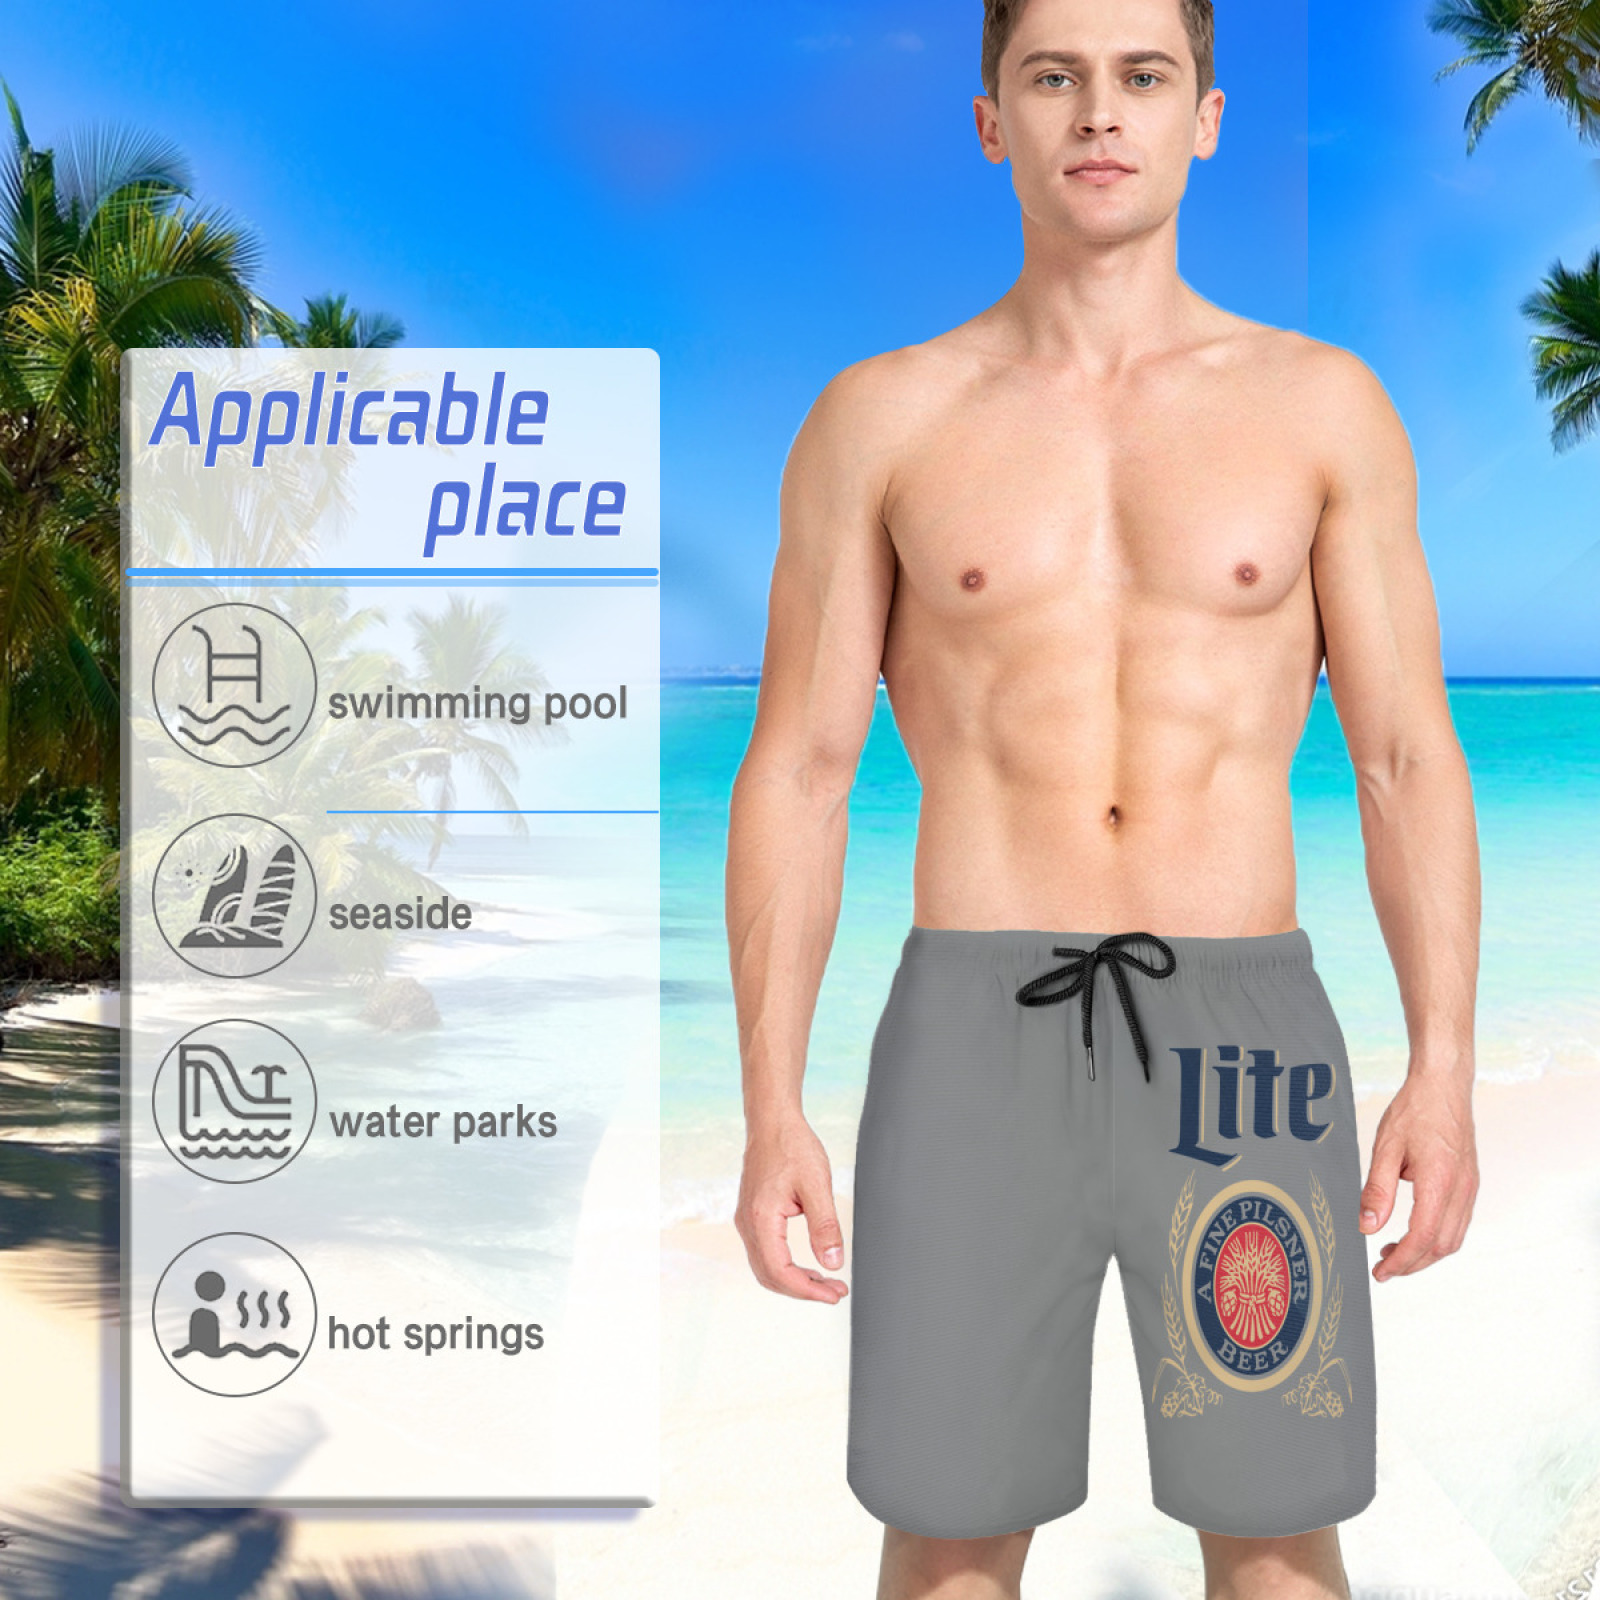 Applicable
place
swimming pool
seaside
water parks
hot springs
Lite
A FINE PILSNER
BEER